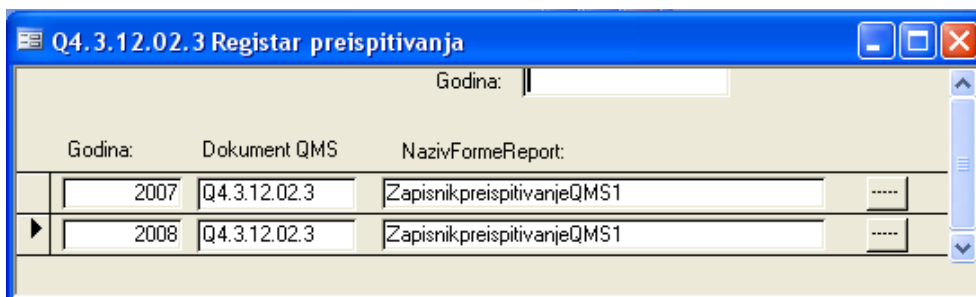 Q4.3.12.02.3 Registar preispitivanja
Godina:
Godina: Dokument QMS NazivFormeReport:
2007 Q4.3.12.02.3 ZapisnikpreispitivanjeQMS1 -----
2008 Q4.3.12.02.3 ZapisnikpreispitivanjeQMS1 -----